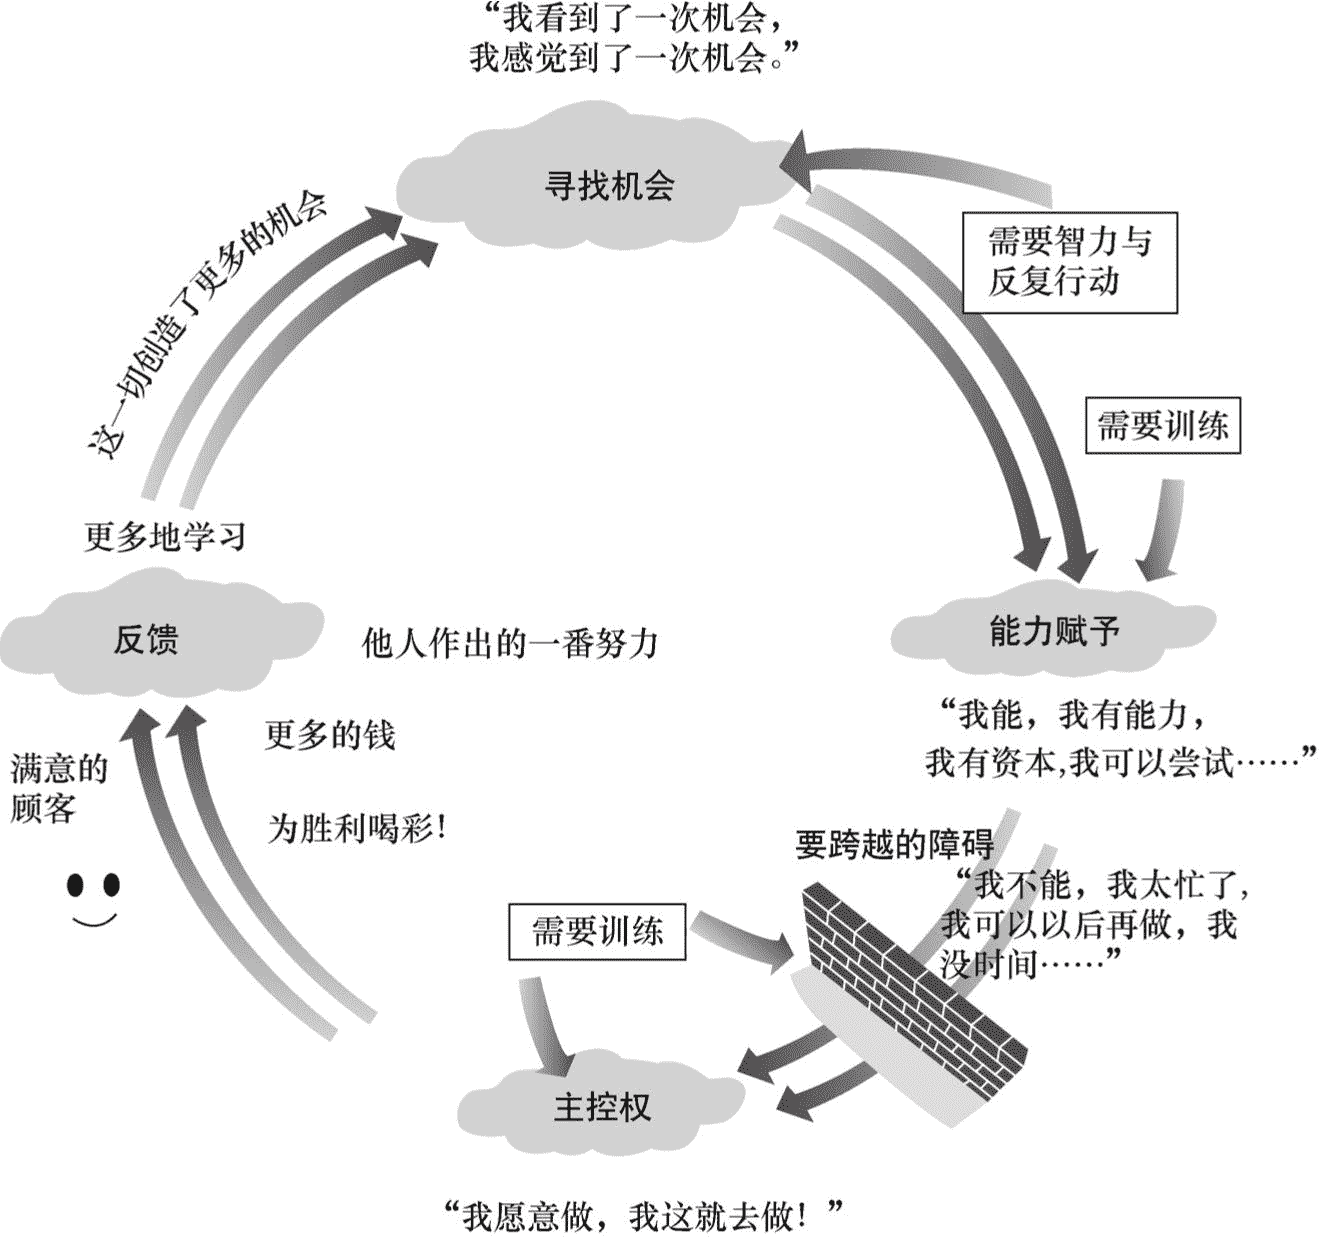 “我看到了一次机会，
我感觉到了一次机会。”
寻找机会
需要智力与
反复行动
需要训练
能力赋予
“我能，我有能力，
我有资本,我可以尝试……”
要跨越的障碍
“我不能，我太忙了，
我可以以后再做，我
没时间……”
需要训练
主控权
“我愿意做，我这就去做！”
满意的
顾客
更多的钱
为胜利喝彩！
反馈
他人作出的一番努力
更多地学习
这一切创造了更多的机会